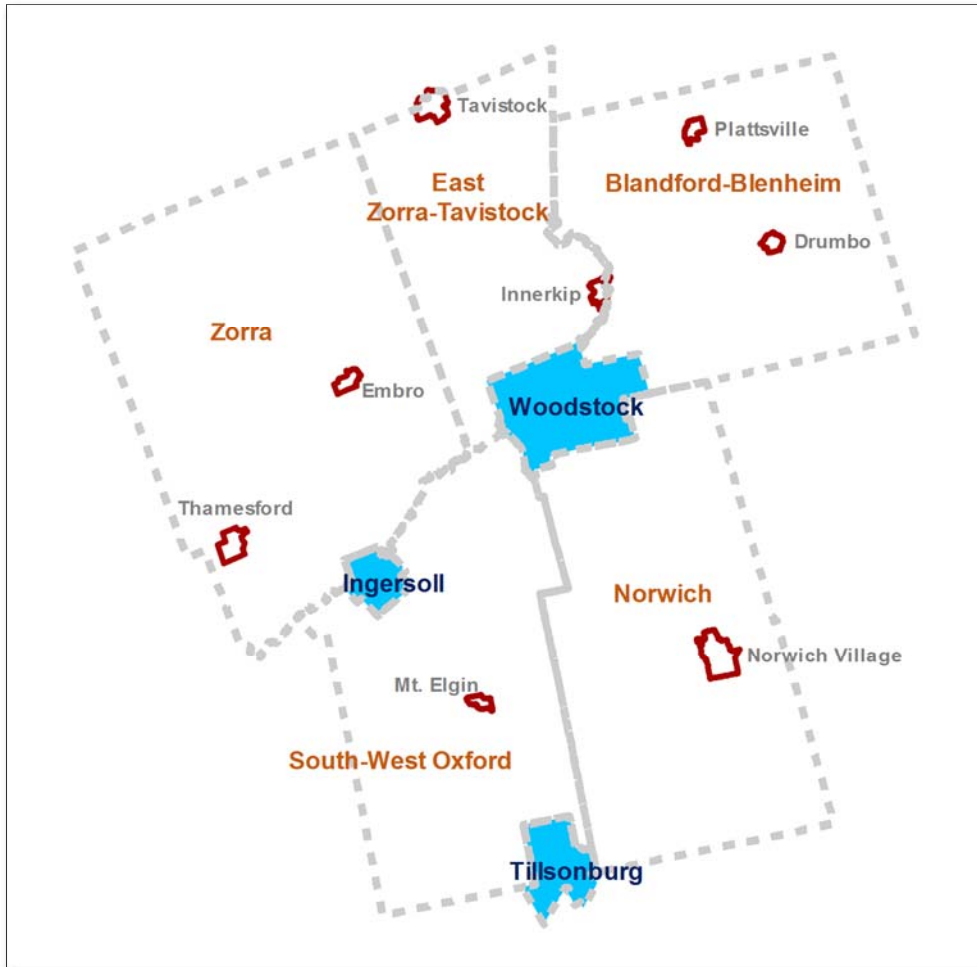 Tavistock
Plattsville
East
Zorra-Tavistock
Blandford-Blenheim
Drumbo
Innerkip
Zorra
Embro
Woodstock
Thamesford
Ingersoll
Norwich
Norwich Village
Mt. Elgin
South-West Oxford
Tillsonburg